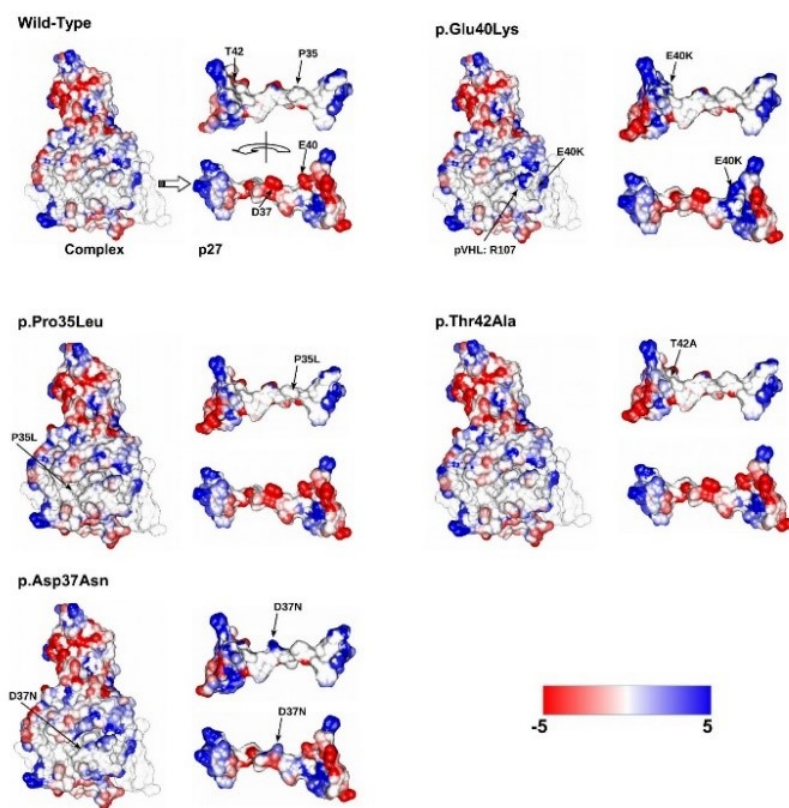 Wild-Type
T42
P35
E40
D37
Complex
p27
p.Glu40Lys
E40K
E40K
E40K
pVHL: R107
p.Pro35Leu
P35L
P35L
p.Thr42Ala
T42A
p.Asp37Asn
D37N
D37N
D37N
-5
5